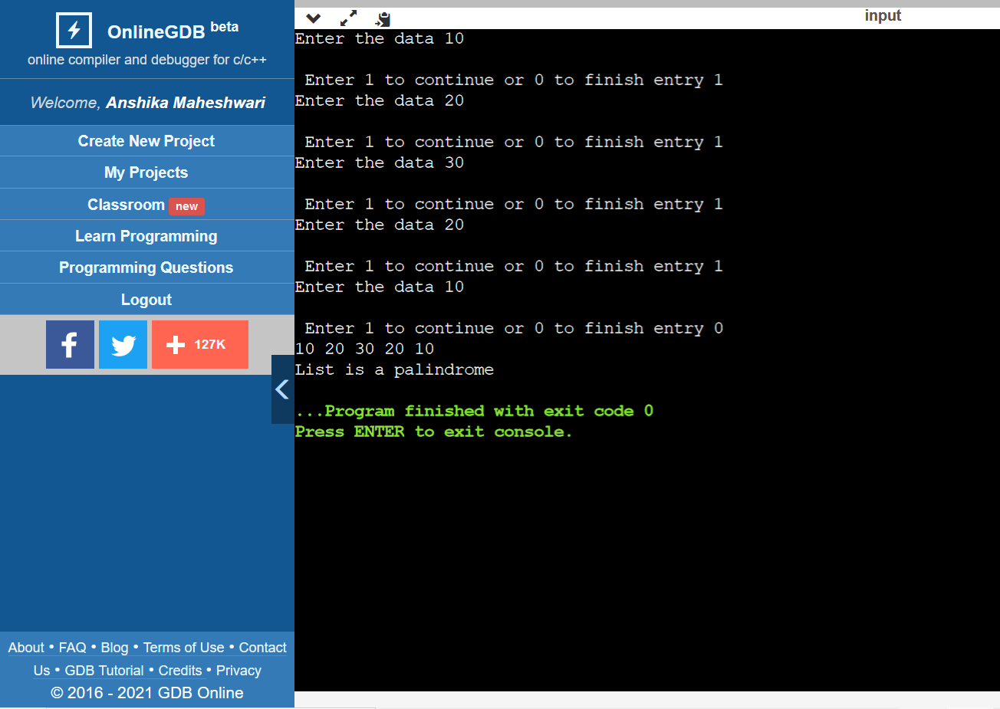 OnlineGDB beta
online compiler and debugger for c/c++
Welcome, Anshika Maheshwari
Create New Project
My Projects
Classroom new
Learn Programming
Programming Questions
Logout
127K
About • FAQ • Blog • Terms of Use • Contact
Us • GDB Tutorial • Credits • Privacy
© 2016 - 2021 GDB Online
input
Enter the data 10
Enter 1 to continue or 0 to finish entry 1
Enter the data 20
Enter 1 to continue or 0 to finish entry 1
Enter the data 30
Enter 1 to continue or 0 to finish entry 1
Enter the data 20
Enter 1 to continue or 0 to finish entry 1
Enter the data 10
Enter 1 to continue or 0 to finish entry 0
10 20 30 20 10
List is a palindrome
...Program finished with exit code 0
Press ENTER to exit console.